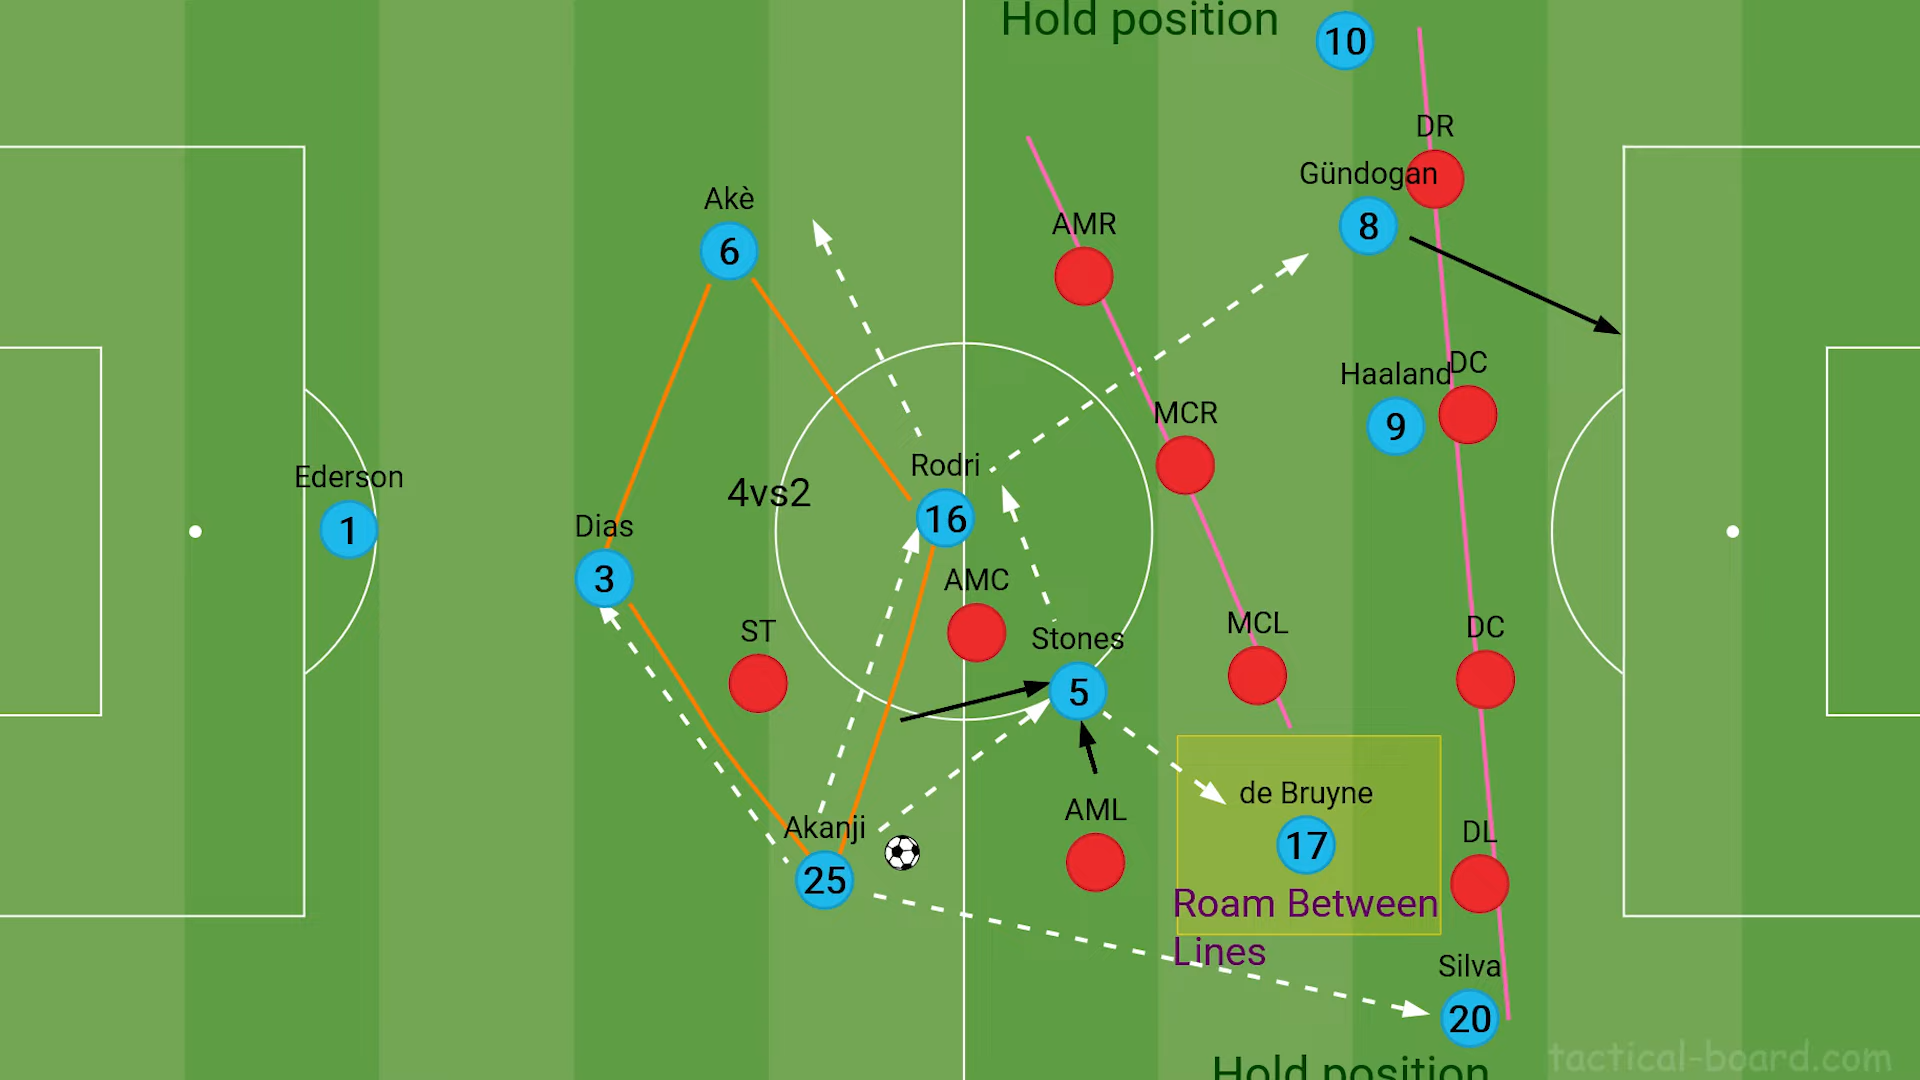 Hold position
10
DR
Gündogan
8
Akè
6
AMR
Haaland
DC
9
MCR
Rodri
16
4vs2
Ederson
1
Dias
3
AMC
ST
Stones
5
MCL
DC
de Bruyne
17
AML
Akanji
25
DL
Roam Between
Lines
Silva
20
Hold position
tactical-board.com